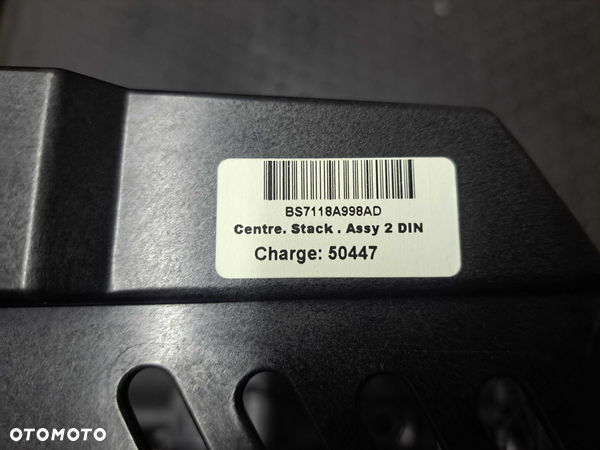 BS7118A998AD
Centre. Stack . Assy 2 DIN
Charge: 50447
OTOMOTO